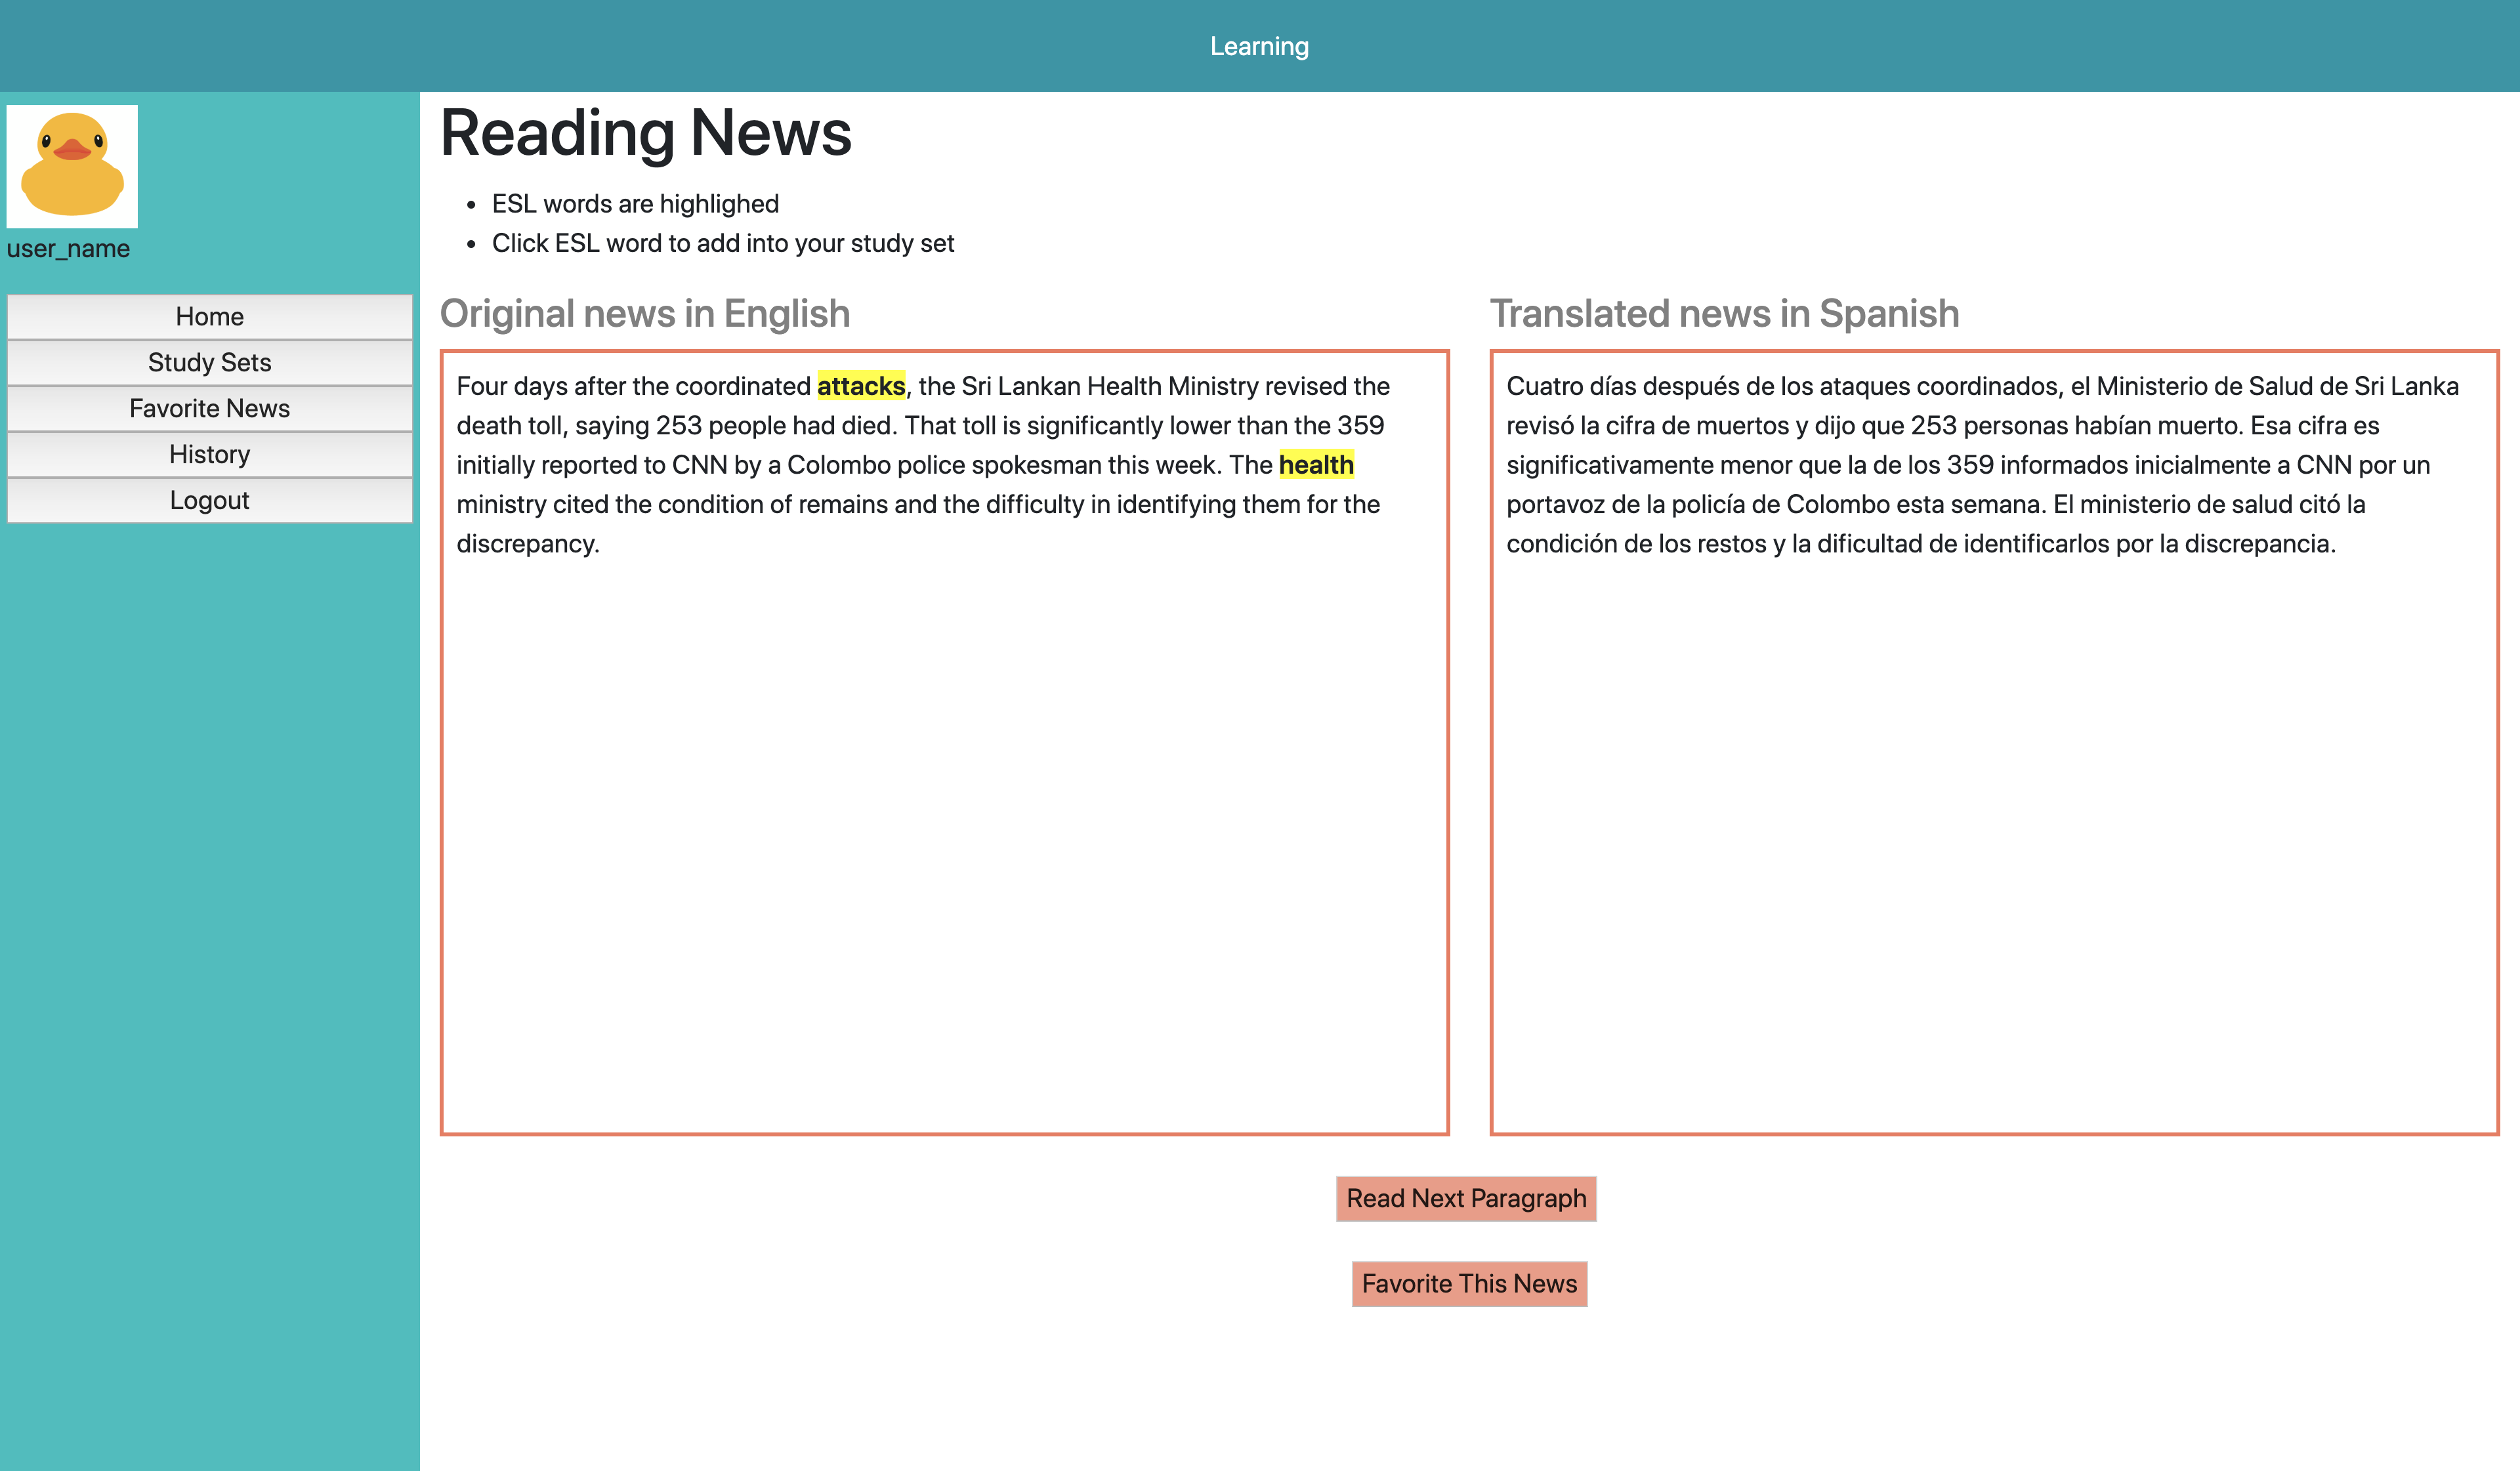 Learning
user_name
Home
Study Sets
Favorite News
History
Logout
Reading News
ESL words are highlighed
Click ESL word to add into your study set
Original news in English
Four days after the coordinated attacks, the Sri Lankan Health Ministry revised the
death toll, saying 253 people had died. That toll is significantly lower than the 359
initially reported to CNN by a Colombo police spokesman this week. The health
ministry cited the condition of remains and the difficulty in identifying them for the
discrepancy.
Translated news in Spanish
Cuatro días después de los ataques coordinados, el Ministerio de Salud de Sri Lanka
revisó la cifra de muertos y dijo que 253 personas habían muerto. Esa cifra es
significativamente menor que la de los 359 informados inicialmente a CNN por un
portavoz de la policía de Colombo esta semana. El ministerio de salud citó la
condición de los restos y la dificultad de identificarlos por la discrepancia.
Read Next Paragraph
Favorite This News